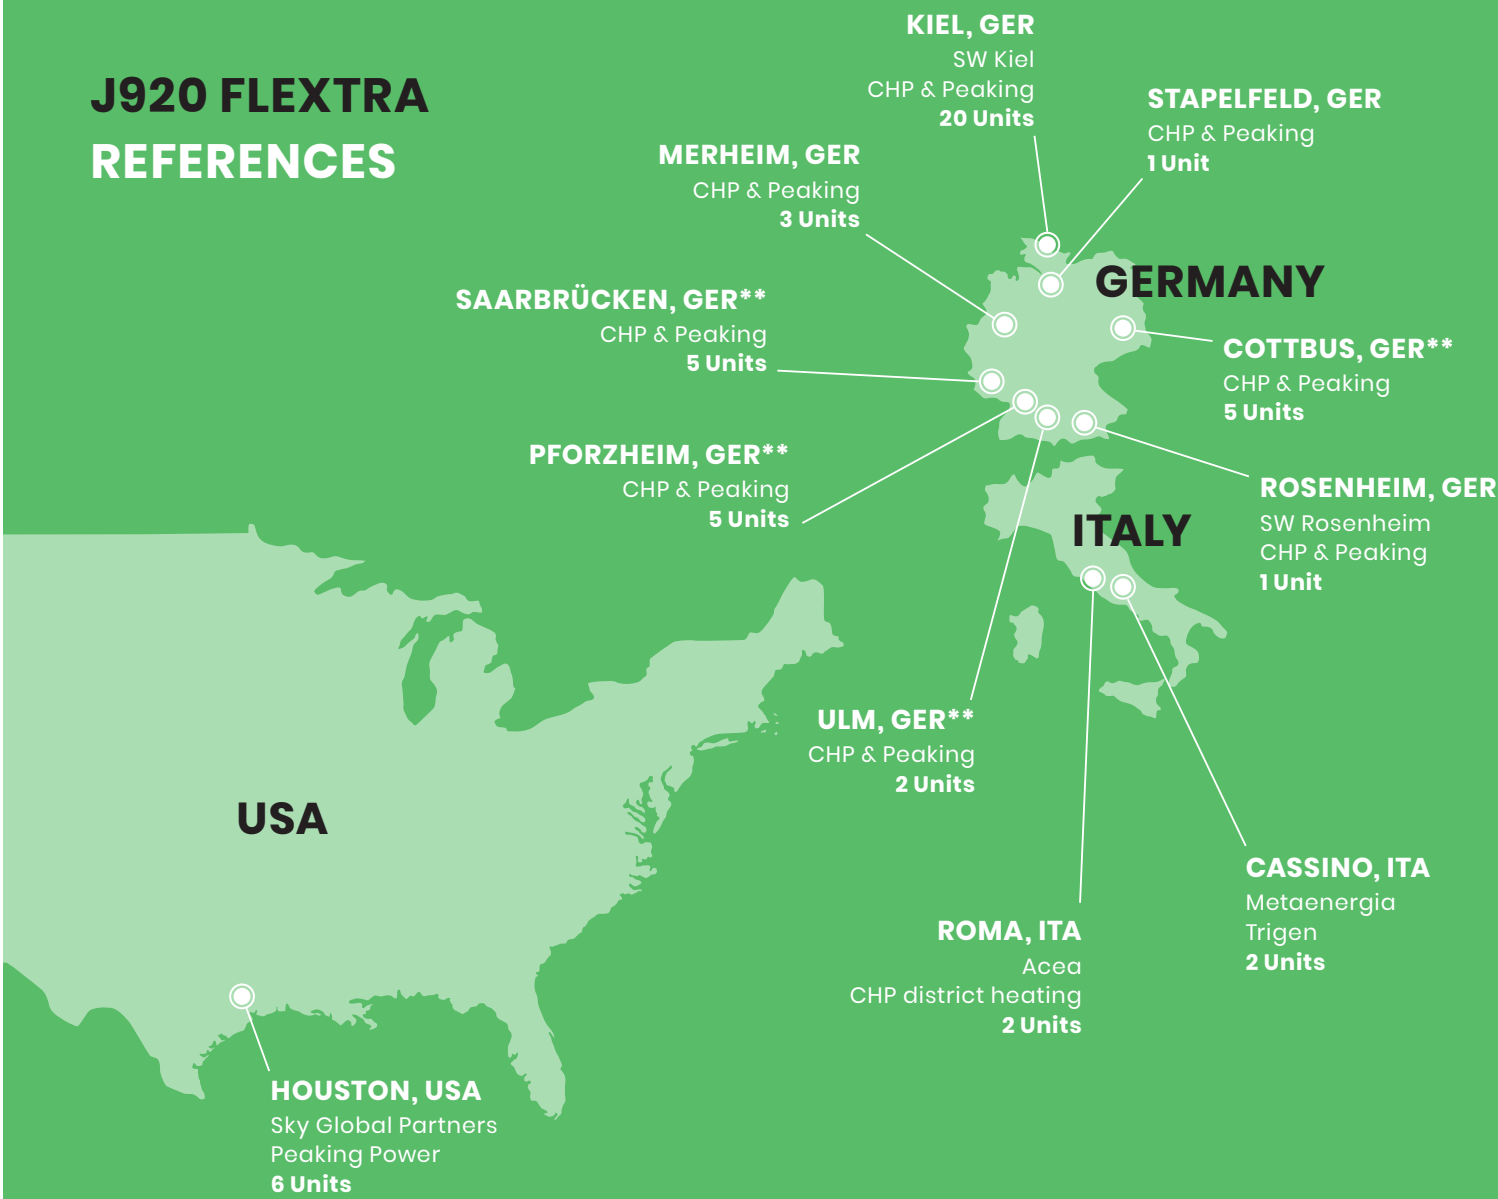 J920 FLEXTRA
REFERENCES
KIEL, GER
SW Kiel
CHP & Peaking
20 Units
STAPELFELD, GER
CHP & Peaking
1 Unit
MERHEIM, GER
CHP & Peaking
3 Units
GERMANY
SAARBRÜCKEN, GER**
CHP & Peaking
5 Units
COTTBUS, GER**
CHP & Peaking
5 Units
PFORZHEIM, GER**
CHP & Peaking
5 Units
ROSENHEIM, GER
SW Rosenheim
CHP & Peaking
1 Unit
ITALY
ULM, GER**
CHP & Peaking
2 Units
USA
CASSINO, ITA
Metaenergia
Trigen
2 Units
ROMA, ITA
Acea
CHP district heating
2 Units
HOUSTON, USA
Sky Global Partners
Peaking Power
6 Units